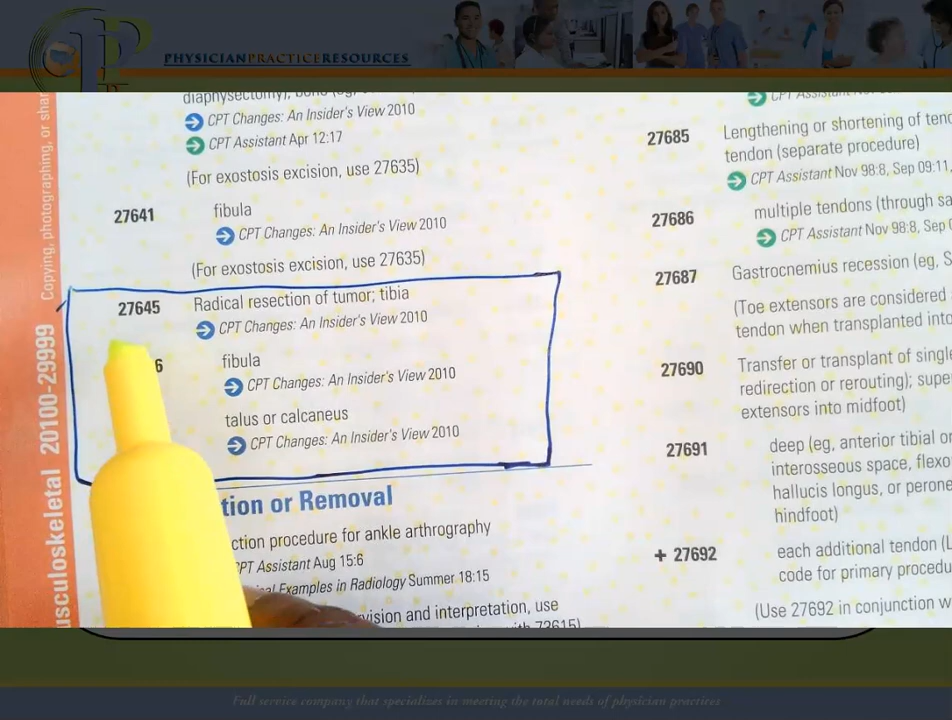 PHYSICIANPRACTICERESOURCES
diaphysectomy), bone (eg,
CPT Changes: An Insider's View 2010
CPT Assistant Apr 12:17
(For exostosis excision, use 27635)
27641 fibula
CPT Changes: An Insider's View 2010
(For exostosis excision, use 27635)
27645 Radical resection of tumor; tibia
CPT Changes: An Insider's View 2010
6 fibula
CPT Changes: An Insider's View 2010
talus or calcaneus
CPT Changes: An Insider's View 2010
tion or Removal
ction procedure for ankle arthrography
PT Assistant Aug 15:6
al Examples in Radiology Summer 18:15
vision and interpretation, use
with 73615)
CPT Assistant
27685 Lengthening or shortening of
tendon (separate procedure)
CPT Assistant Nov 98:8, Sep 09:11,
27686 multiple tendons (through
CPT Assistant Nov 98:8, Sep
27687 Gastrocnemius recession (eg, S
(Toe extensors are considered
tendon when transplanted into
27690 Transfer or transplant of singl
redirection or rerouting); supe
extensors into midfoot)
27691 deep (eg, anterior tibial o
interosseous space, flexo
hallucis longus, or perone
hindfoot)
+ 27692 each additional tendon (L
code for primary procedu
(Use 27692 in conjunction w
usculoskeletal 20100-29999
Copying, photographing, or shar
Full service company that specializes in meeting the total needs of physician practices